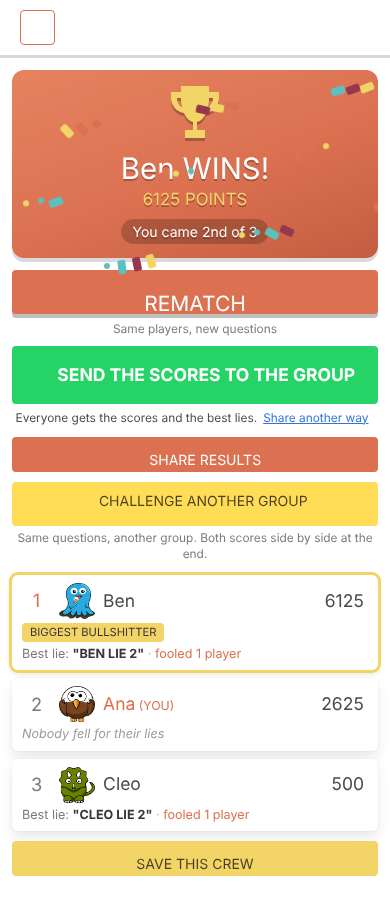 Ben WINS!
6125 POINTS
You came 2nd of 3
REMATCH
Same players, new questions
SEND THE SCORES TO THE GROUP
Everyone gets the scores and the best lies. Share another way
SHARE RESULTS
CHALLENGE ANOTHER GROUP
Same questions, another group. Both scores side by side at the
end.
1 Ben 6125
BIGGEST BULLSHITTER
Best lie: "BEN LIE 2" · fooled 1 player
2 Ana (YOU) 2625
Nobody fell for their lies
3 Cleo 500
Best lie: "CLEO LIE 2" · fooled 1 player
SAVE THIS CREW